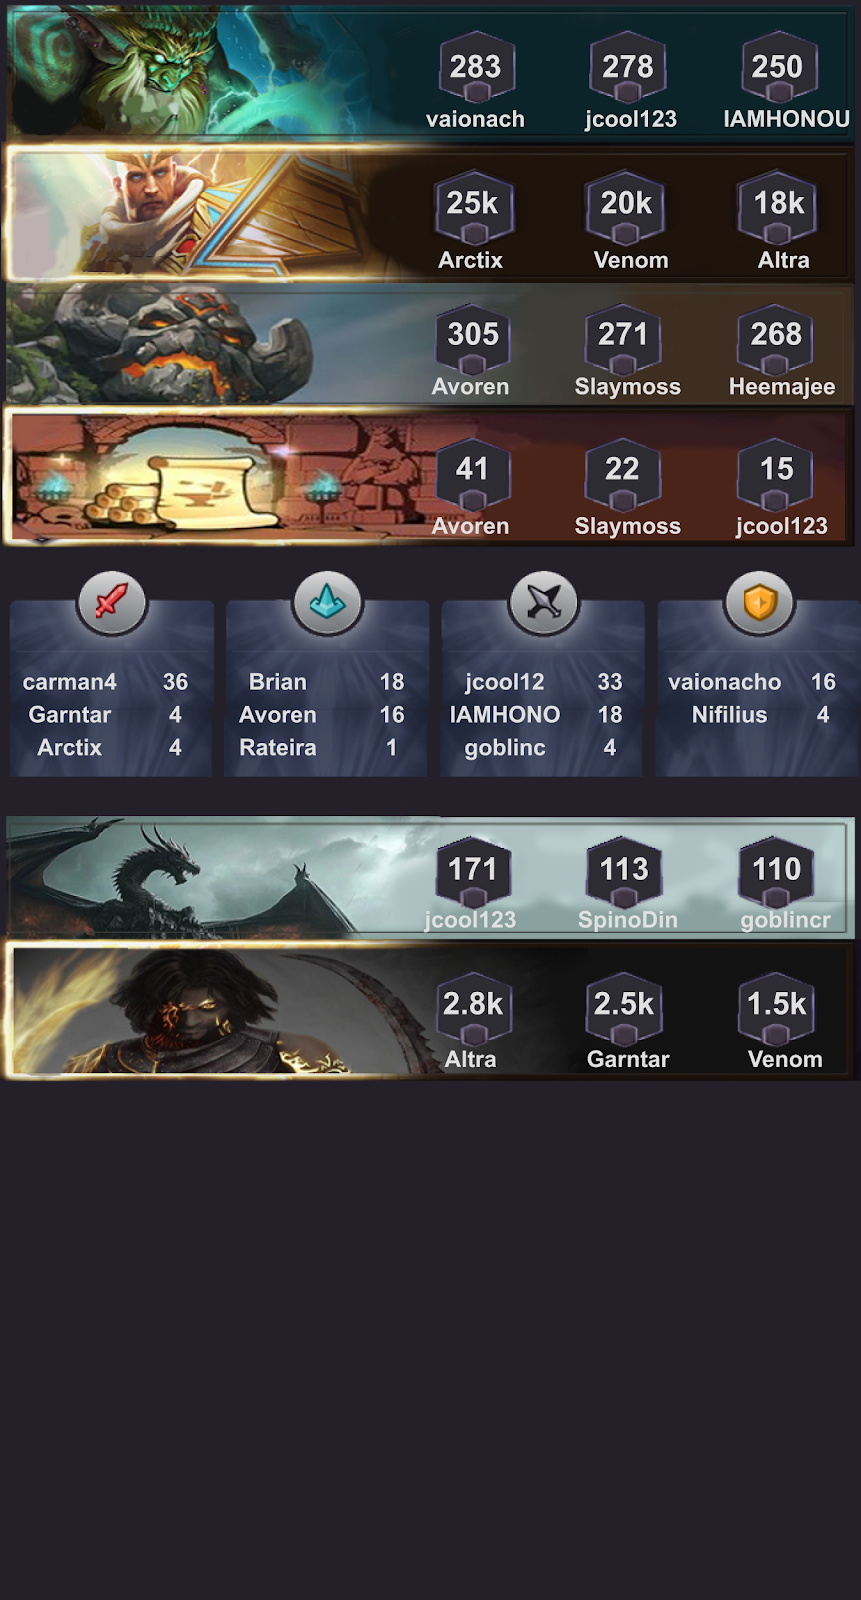 283 278 250
vaionach jcool123 IAMHONOU
25k 20k 18k
Arctix Venom Altra
305 271 268
Avoren Slaymoss Heemajee
41 22 15
Avoren Slaymoss jcool123
carman4 36 Brian 18 jcool12 33 vaionacho 16
Garntar 4 Avoren 16 IAMHONO 18 Nifilius 4
Arctix 4 Rateira 1 goblinc 4
171 113 110
jcool123 SpinoDin goblincr
2.8k 2.5k 1.5k
Altra Garntar Venom